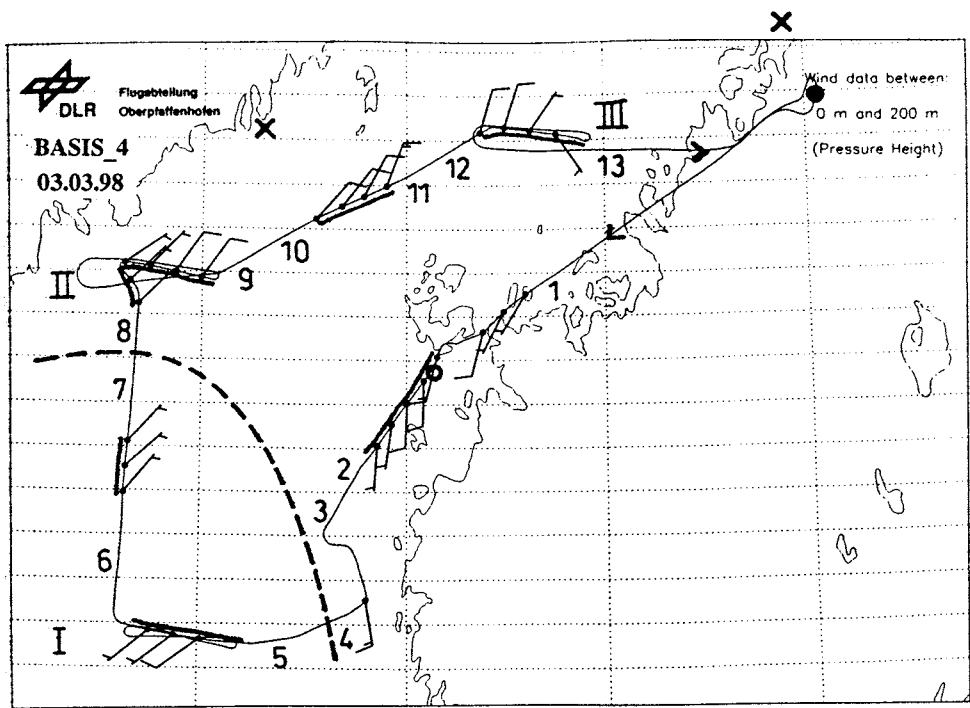 DLR
Flugabteilung
Oberpfaffenhofen
BASIS_4
03.03.98
Wind data between:
0 m and 200 m
(Pressure Height)
III
12
13
11
10
9
II
8
1
7
2
3
6
I
5
4
L